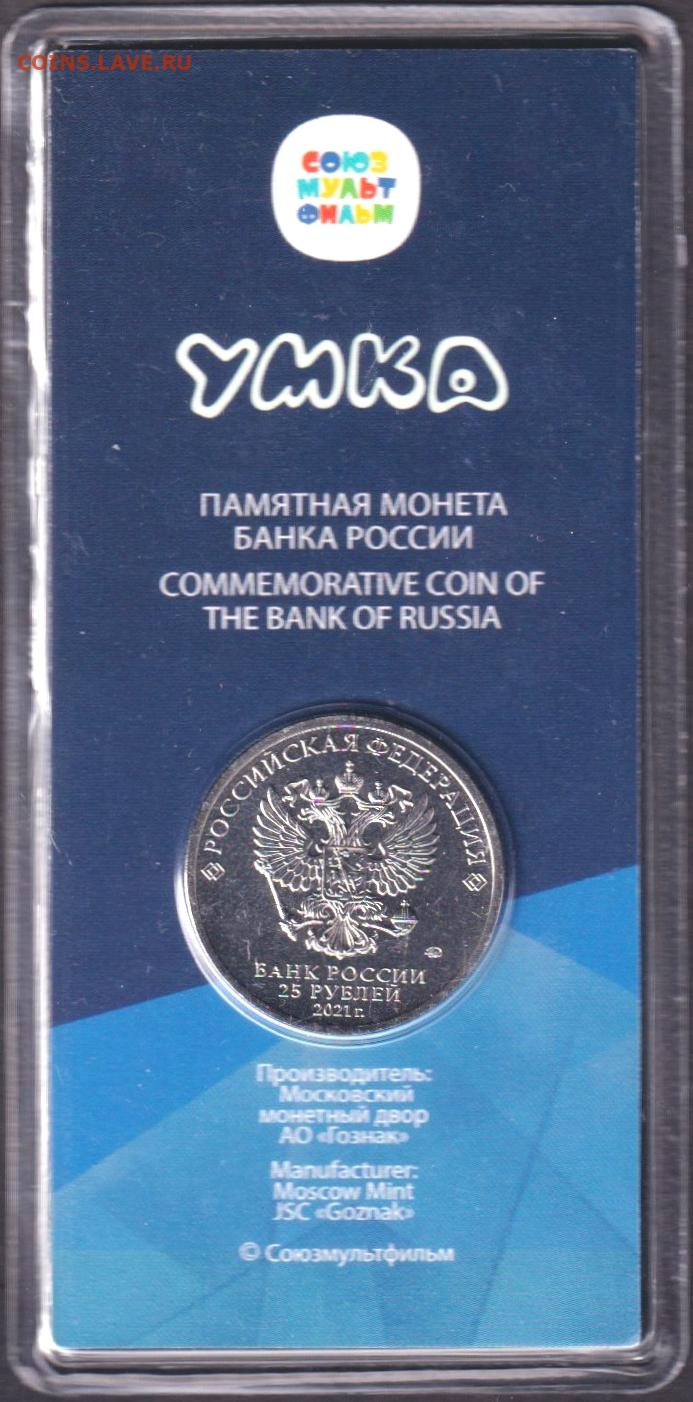 COINS.LAVE.RU
СОЮЗ
МУЛЬТ
ФИЛЬМ
УМКА
ПАМЯТНАЯ МОНЕТА
БАНКА РОССИИ
COMMEMORATIVE COIN OF
THE BANK OF RUSSIA
РОССИЙСКАЯ ФЕДЕРАЦИЯ
БАНК РОССИИ
25 РУБЛЕЙ
2021 г.
Производитель:
Московский
монетный двор
АО «Гознак»
Manufacturer:
Moscow Mint
JSC «Goznak»
© Союзмультфильм